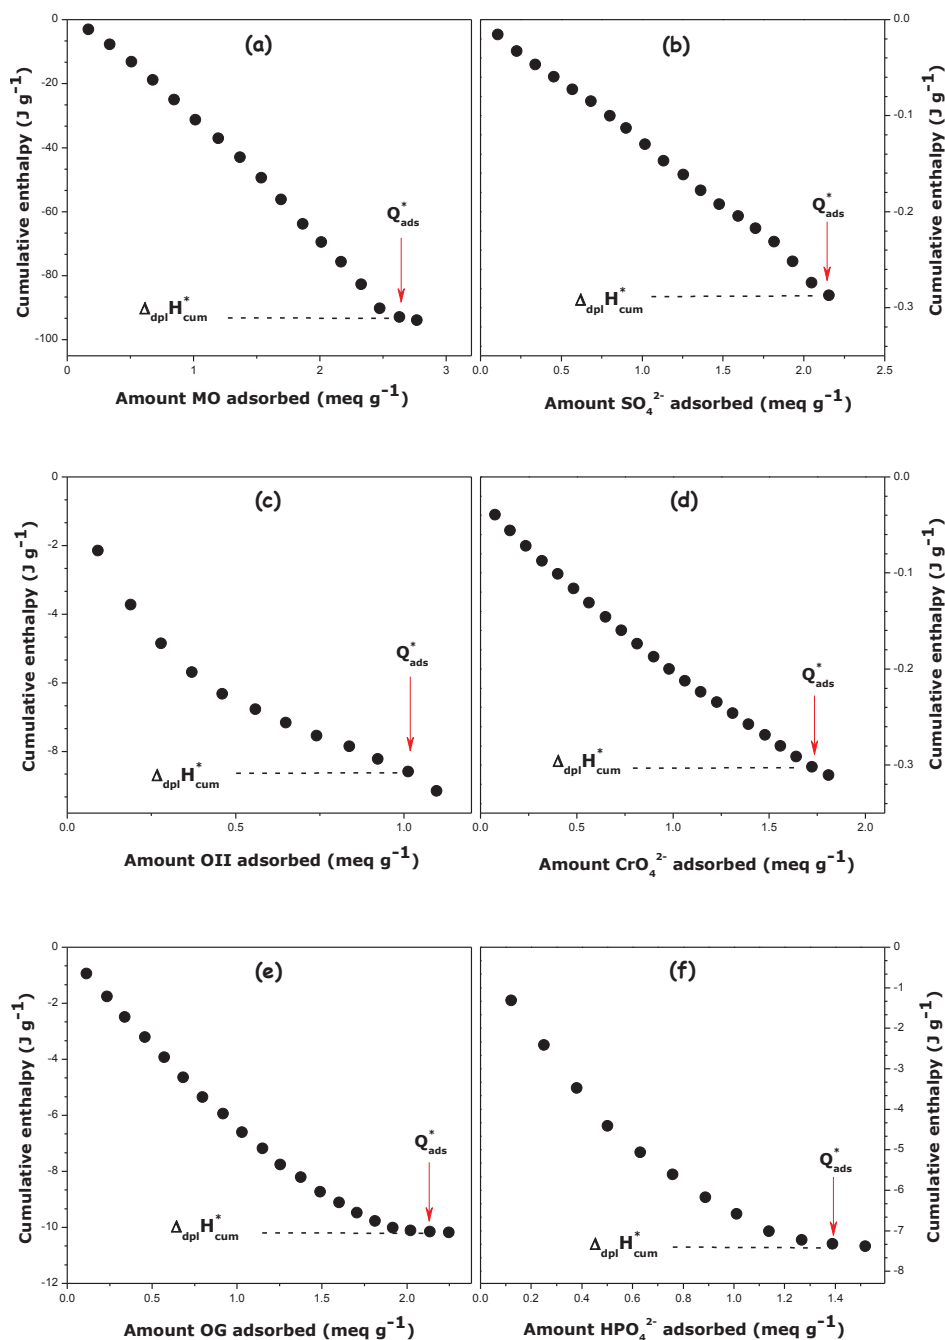 (a)
Cumulative enthalpy (J g⁻¹)
0
-20
-40
-60
-80
-100
Q*ads
ΔdplH*cum
0 1 2 3
Amount MO adsorbed (meq g⁻¹)
(b)
0.0
-0.1
-0.2
-0.3
Cumulative enthalpy (J g⁻¹)
Q*ads
ΔdplH*cum
0.0 0.5 1.0 1.5 2.0 2.5
Amount SO₄²⁻ adsorbed (meq g⁻¹)
(c)
Cumulative enthalpy (J g⁻¹)
0
-2
-4
-6
-8
Q*ads
ΔdplH*cum
0.0 0.5 1.0
Amount OII adsorbed (meq g⁻¹)
(d)
0.0
-0.1
-0.2
-0.3
Cumulative enthalpy (J g⁻¹)
Q*ads
ΔdplH*cum
0.0 0.5 1.0 1.5 2.0
Amount CrO₄²⁻ adsorbed (meq g⁻¹)
(e)
Cumulative enthalpy (J g⁻¹)
0
-2
-4
-6
-8
-10
-12
Q*ads
ΔdplH*cum
0.0 0.5 1.0 1.5 2.0
Amount OG adsorbed (meq g⁻¹)
(f)
0
-1
-2
-3
-4
-5
-6
-7
-8
Cumulative enthalpy (J g⁻¹)
Q*ads
ΔdplH*cum
0.0 0.2 0.4 0.6 0.8 1.0 1.2 1.4
Amount HPO₄²⁻ adsorbed (meq g⁻¹)